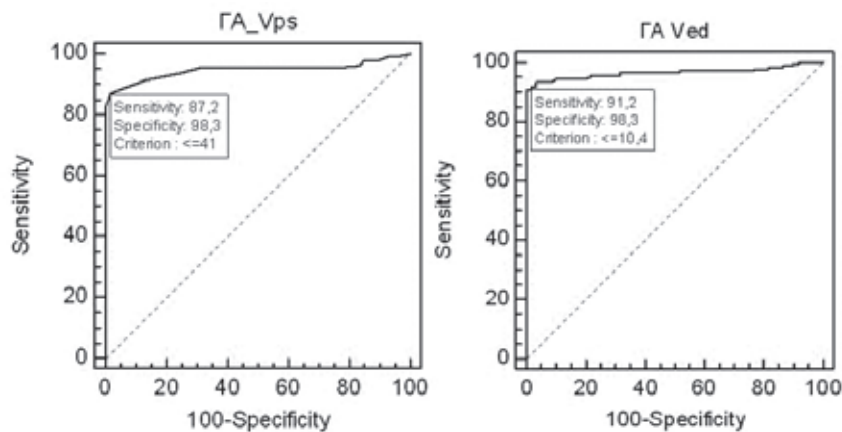 ГА_Vps
100
80
60
40
20
0
Sensitivity
Sensitivity: 87,2
Specificity: 98,3
Criterion : <=41
0 20 40 60 80 100
100-Specificity
ГА Ved
100
80
60
40
20
0
Sensitivity
Sensitivity: 91,2
Specificity: 98,3
Criterion : <=10,4
0 20 40 60 80 100
100-Specificity